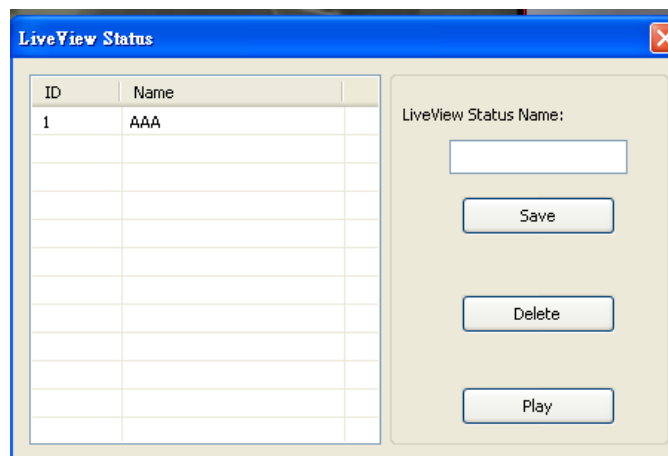 LiveView Status
ID Name
1 AAA
LiveView Status Name:
Save
Delete
Play